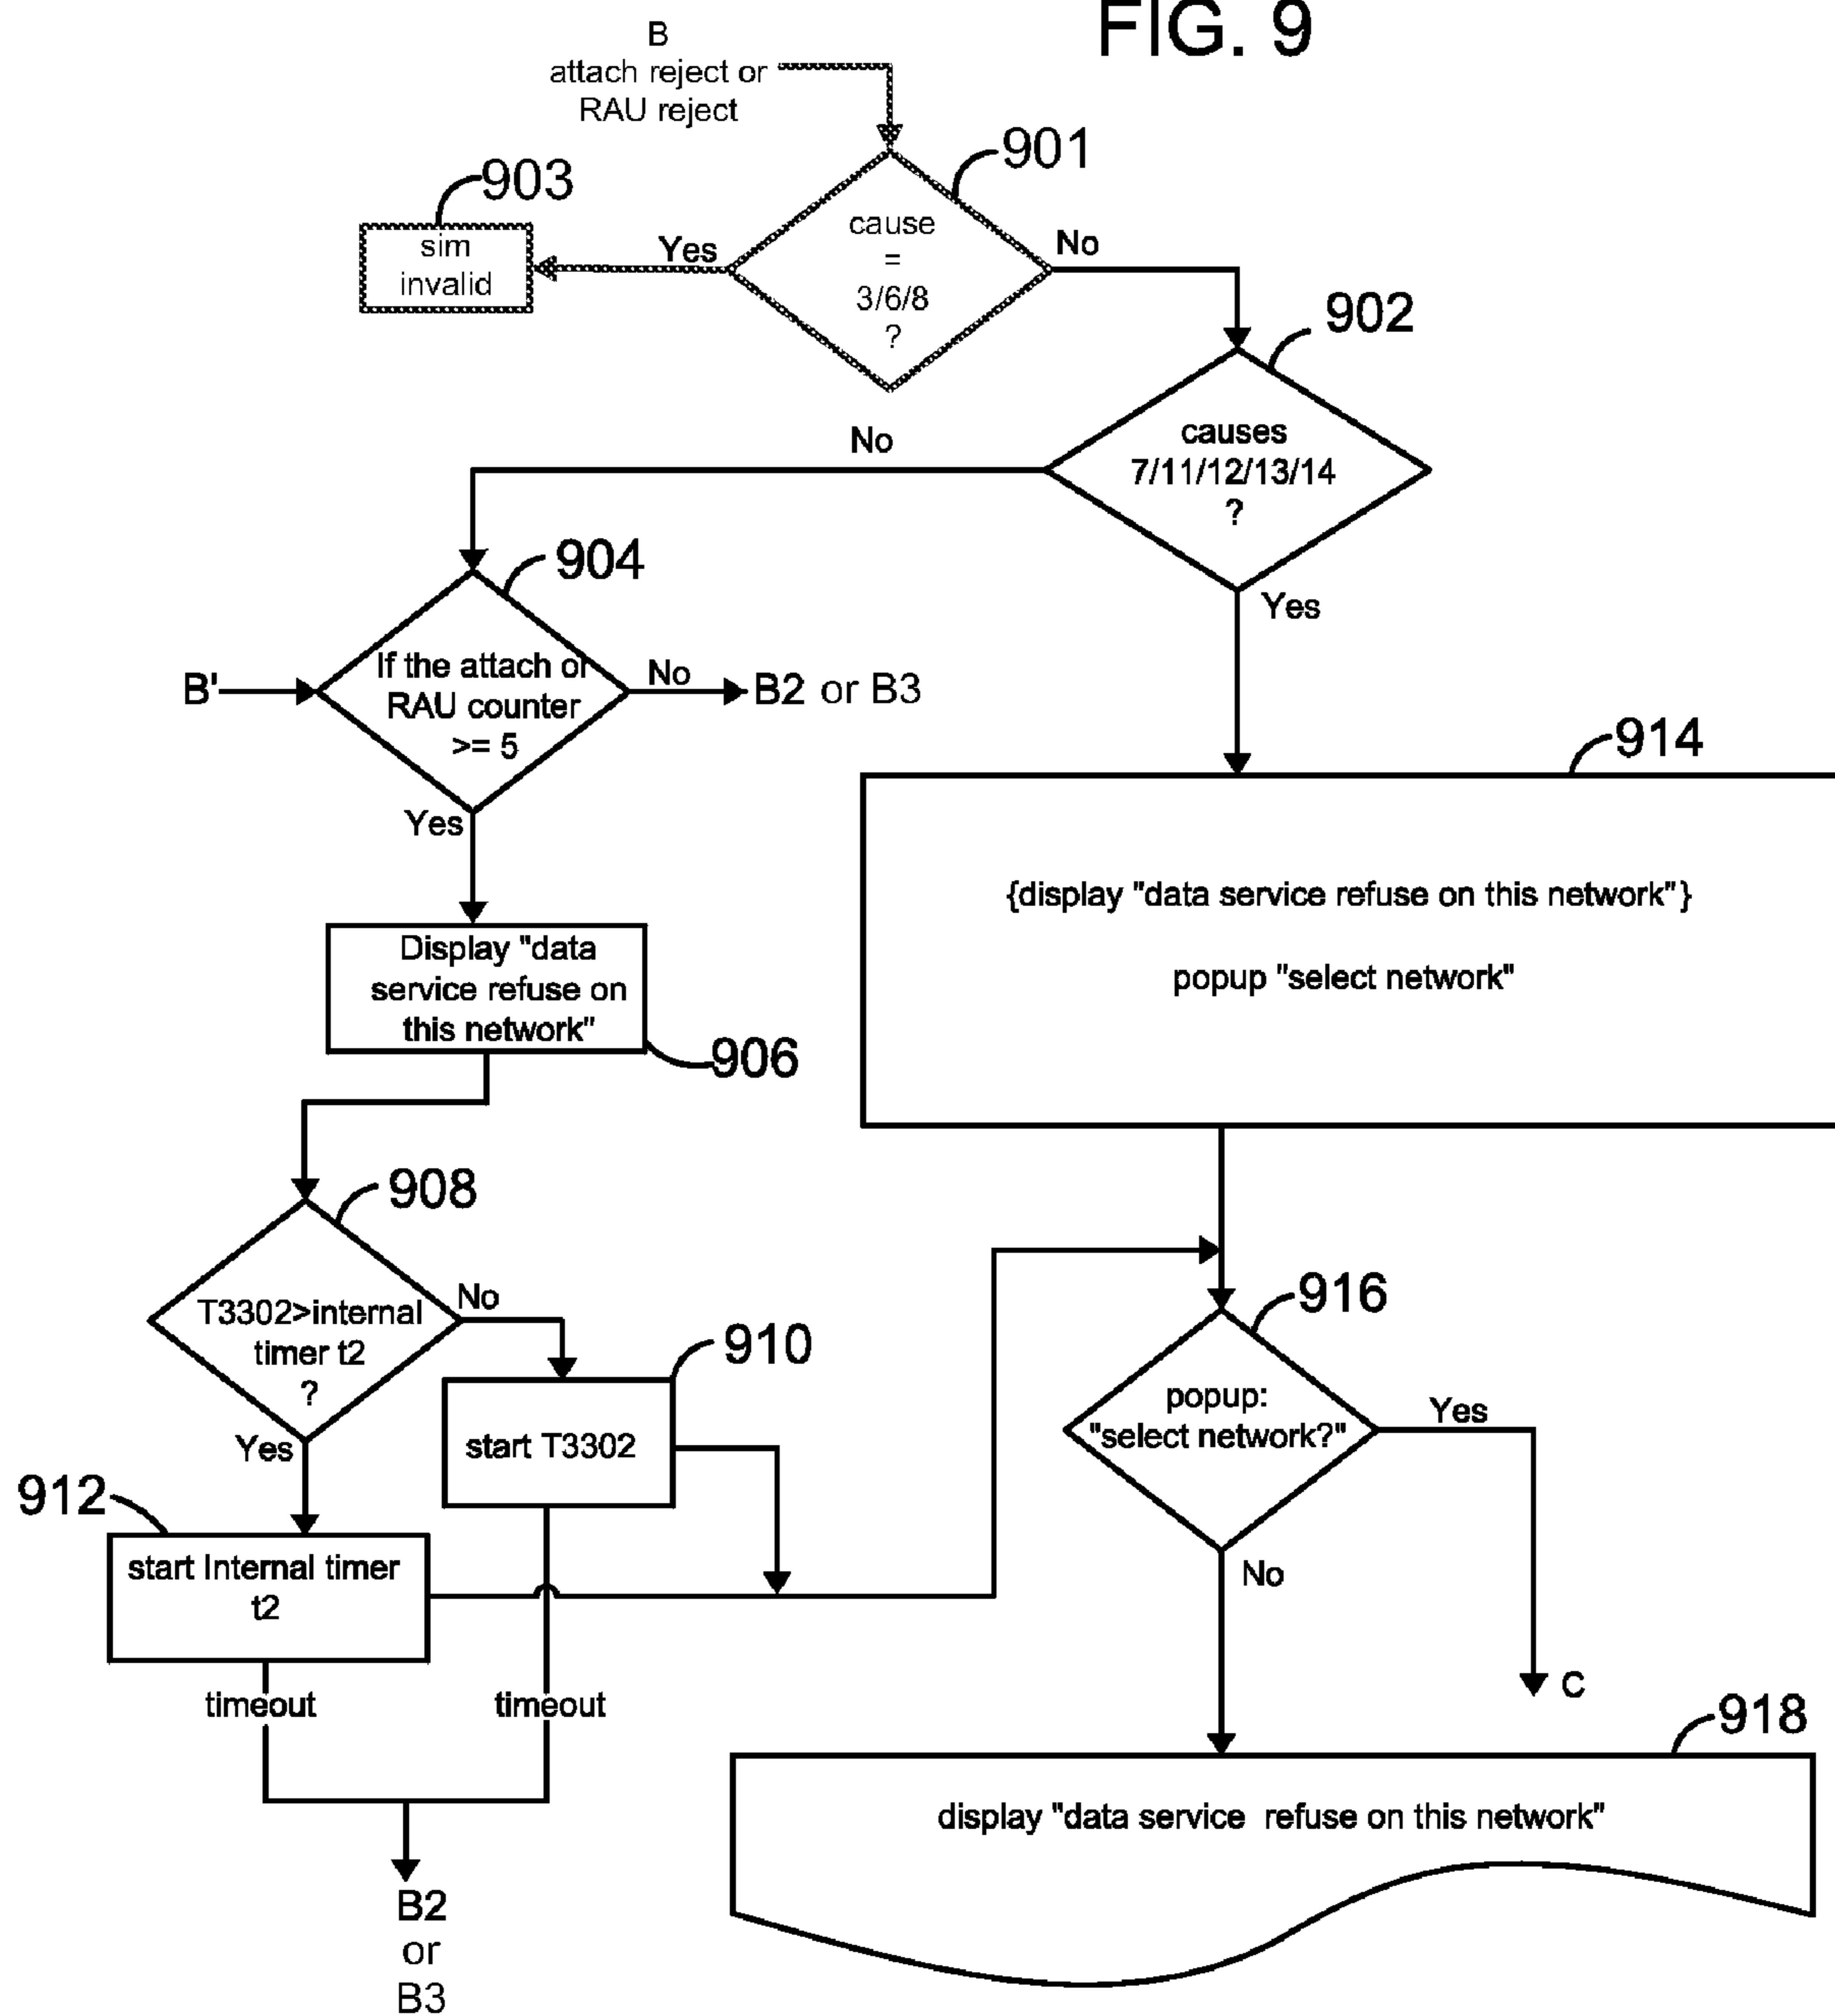 FIG. 9
B
attach reject or
RAU reject
901
903
cause
=
3/6/8
?
sim
invalid
Yes
No
902
causes
7/11/12/13/14
?
No
Yes
904
If the attach or
RAU counter
>= 5
B'
No
B2 or B3
Yes
914
{display "data service refuse on this network"}
popup "select network"
Display "data
service refuse on
this network"
906
908
T3302>internal
timer t2
?
No
Yes
910
start T3302
916
popup:
"select network?"
Yes
No
912
start Internal timer
t2
timeout
timeout
C
918
display "data service refuse on this network"
B2
or
B3